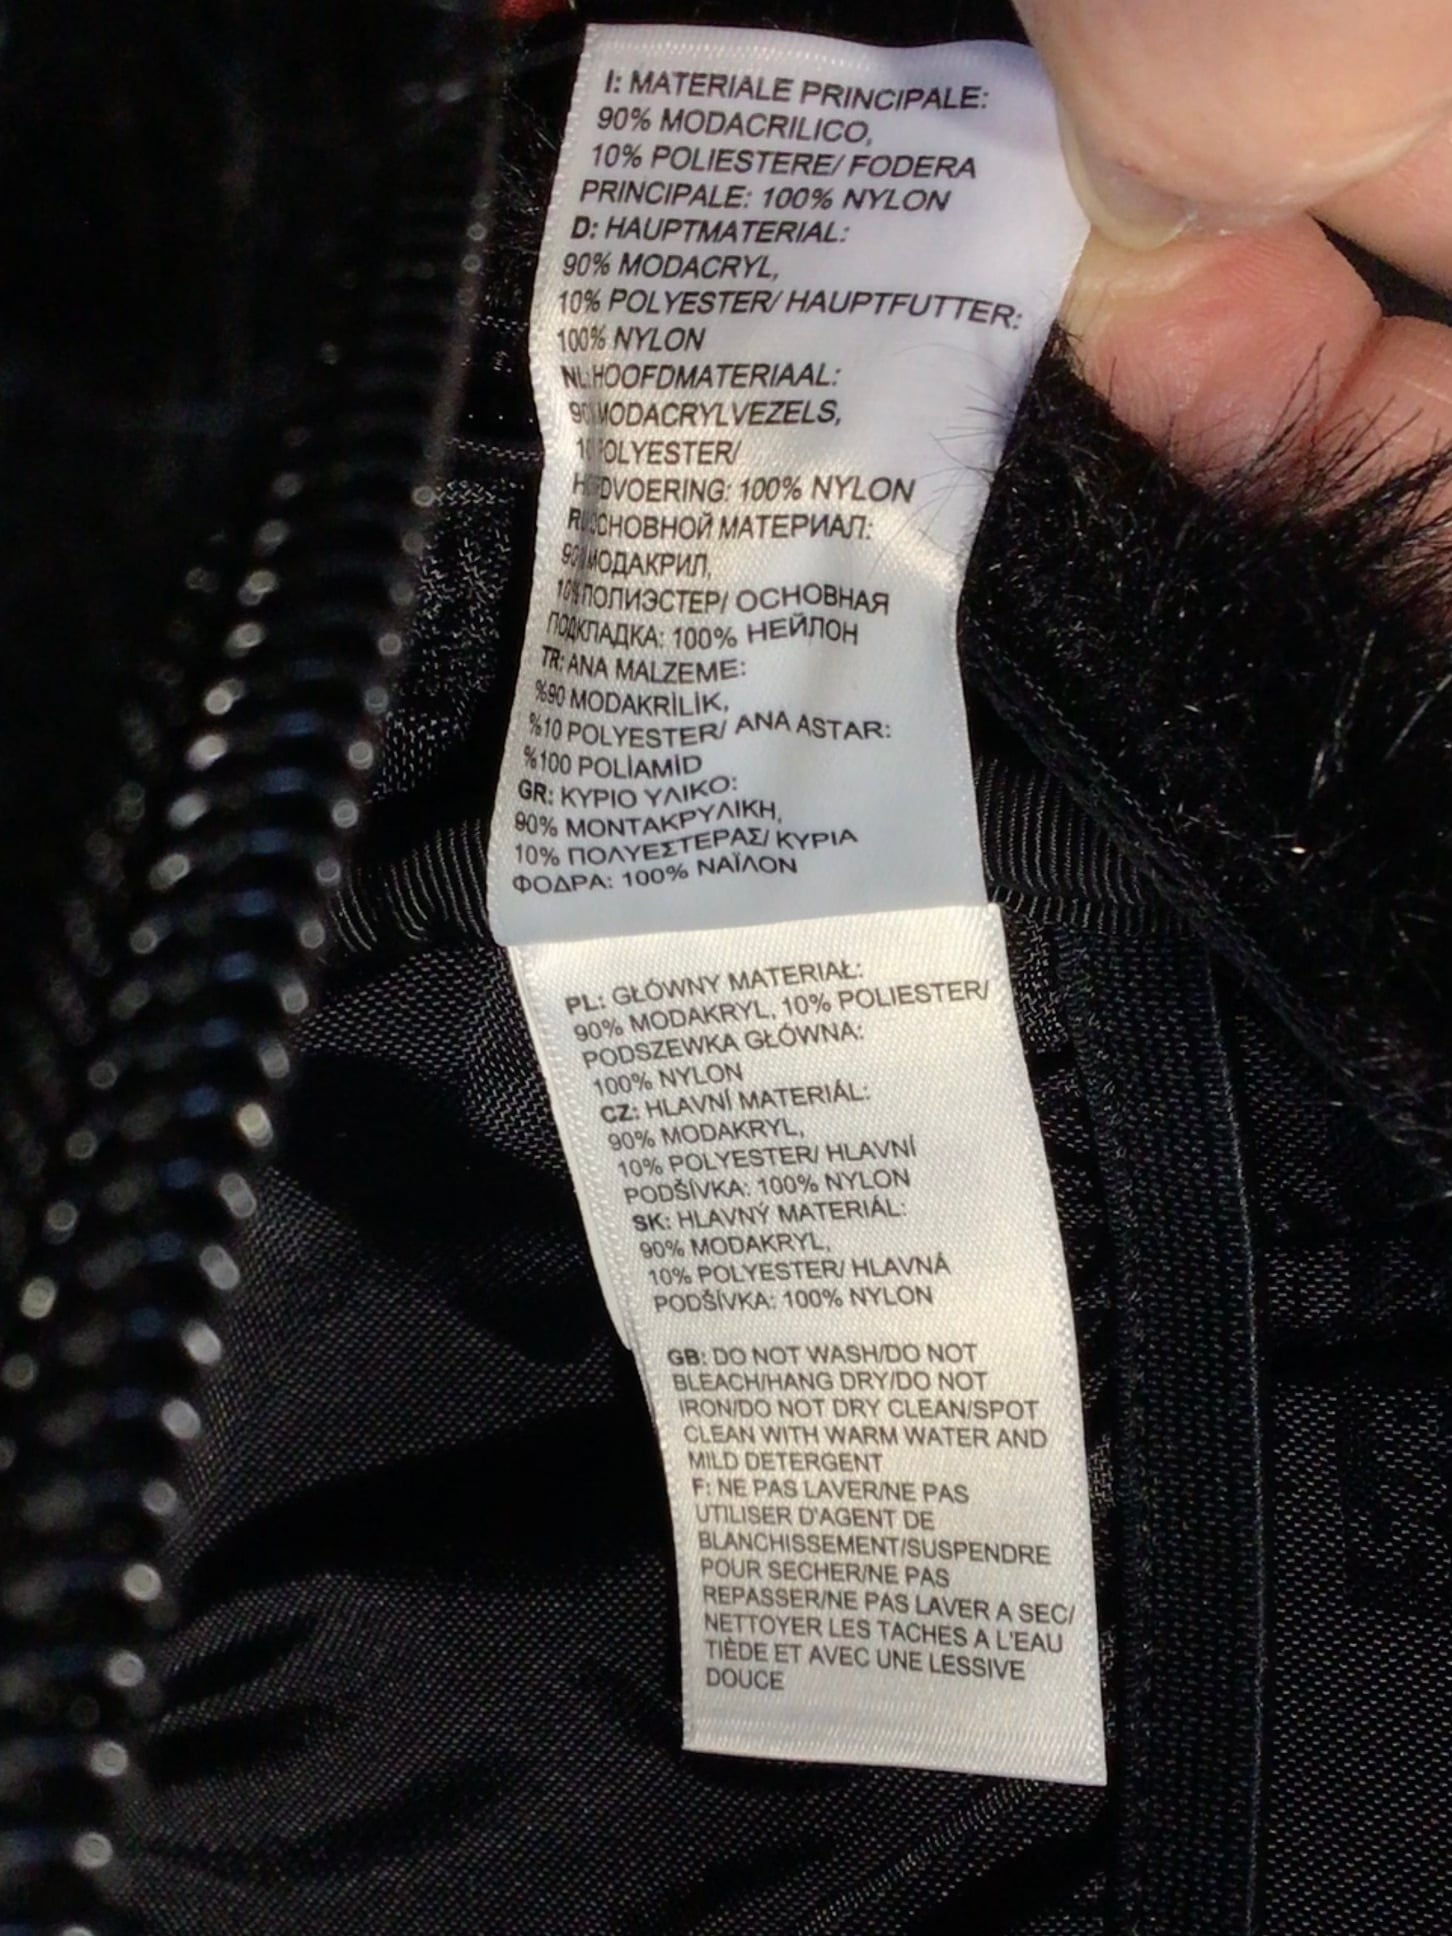 I: MATERIALE PRINCIPALE:
90% MODACRILICO,
10% POLIESTERE/ FODERA
PRINCIPALE: 100% NYLON
D: HAUPTMATERIAL:
90% MODACRYL,
10% POLYESTER/ HAUPTFUTTER:
100% NYLON
NL: HOOFDMATERIAAL:
MODACRYLVEZELS,
POLYESTER/
100% NYLON
ОСНОВНОЙ МАТЕРИАЛ:
МОДАКРИЛ,
10% ПОЛИЭСТЕР/ ОСНОВНАЯ
ПОДКЛАДКА: 100% НЕЙЛОН
TR: ANA MALZEME:
%90 MODAKRİLİK,
%10 POLYESTER/ ANA ASTAR:
%100 POLİAMİD
GR: ΚΥΡΙΟ ΥΛΙΚΟ:
90% ΜΟΝΤΑΚΡΥΛΙΚΗ,
10% ΠΟΛΥΕΣΤΕΡΑΣ/ ΚΥΡΙΑ
ΦΟΔΡΑ: 100% ΝΑΪΛΟΝ
PL: GŁÓWNY MATERIAŁ:
90% MODAKRYL, 10% POLIESTER/
PODSZEWKA GŁÓWNA:
100% NYLON
CZ: HLAVNÍ MATERIÁL:
90% MODAKRYL,
10% POLYESTER/ HLAVNÍ
PODŠÍVKA: 100% NYLON
SK: HLAVNÝ MATERIÁL:
90% MODAKRYL,
10% POLYESTER/ HLAVNÁ
PODŠÍVKA: 100% NYLON
GB: DO NOT WASH/DO NOT
BLEACH/HANG DRY/DO NOT
IRON/DO NOT DRY CLEAN/SPOT
CLEAN WITH WARM WATER AND
MILD DETERGENT
F: NE PAS LAVER/NE PAS
UTILISER D'AGENT DE
BLANCHISSEMENT/SUSPENDRE
POUR SECHER/NE PAS
REPASSER/NE PAS LAVER A SEC/
NETTOYER LES TACHES A L'EAU
TIÈDE ET AVEC UNE LESSIVE
DOUCE